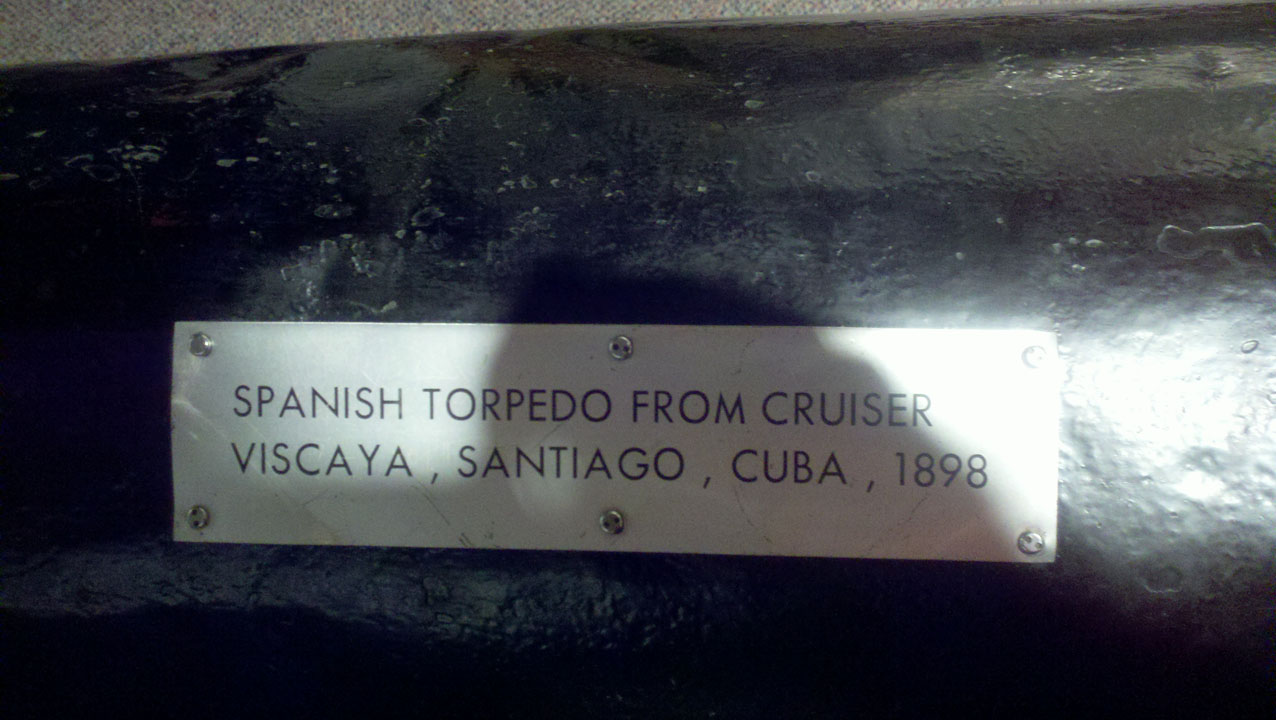 SPANISH TORPEDO FROM CRUISER
VISCAYA , SANTIAGO , CUBA , 1898